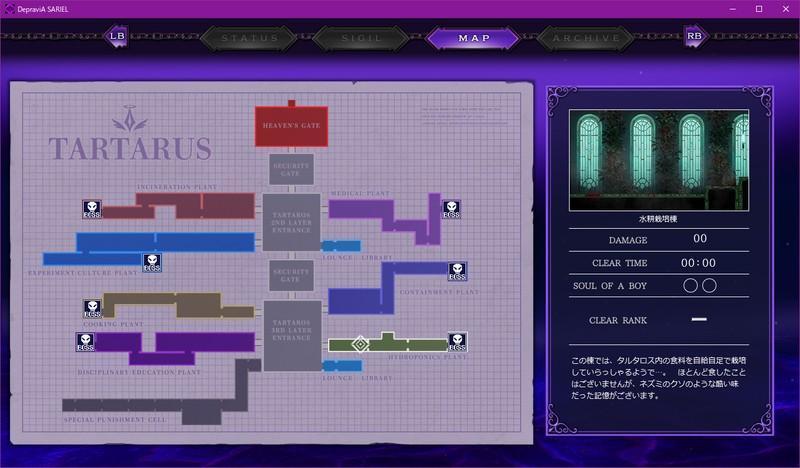 DepraviA SARIEL
LB
STATUS
SIGIL
MAP
ARCHIVE
RB
TARTARUS
HEAVEN'S GATE
SECURITY
GATE
INCINERATION PLANT
MEDICAL PLANT
BOSS
BOSS
TARTAROS
2ND LAYER
ENTRANCE
LOUNGE · LIBRARY
EXPERIMENT CULTURE PLANT
BOSS
SECURITY
GATE
BOSS
CONTAINMENT PLANT
BOSS
COOKING PLANT
TARTAROS
3RD LAYER
ENTRANCE
BOSS
BOSS
HYDROPONICS PLANT
DISCIPLINARY EDUCATION PLANT
LOUNGE · LIBRARY
SPECIAL PUNISHMENT CELL
水耕栽培棟
DAMAGE 00
CLEAR TIME 00:00
SOUL OF A BOY ○○
CLEAR RANK ー
この棟では、タルタロス内の食料を自給自足で栽培
していらっしゃるようで…。 ほとんど食したこと
はございませんが、ネズミのクソのような酷い味
だった記憶がございます。